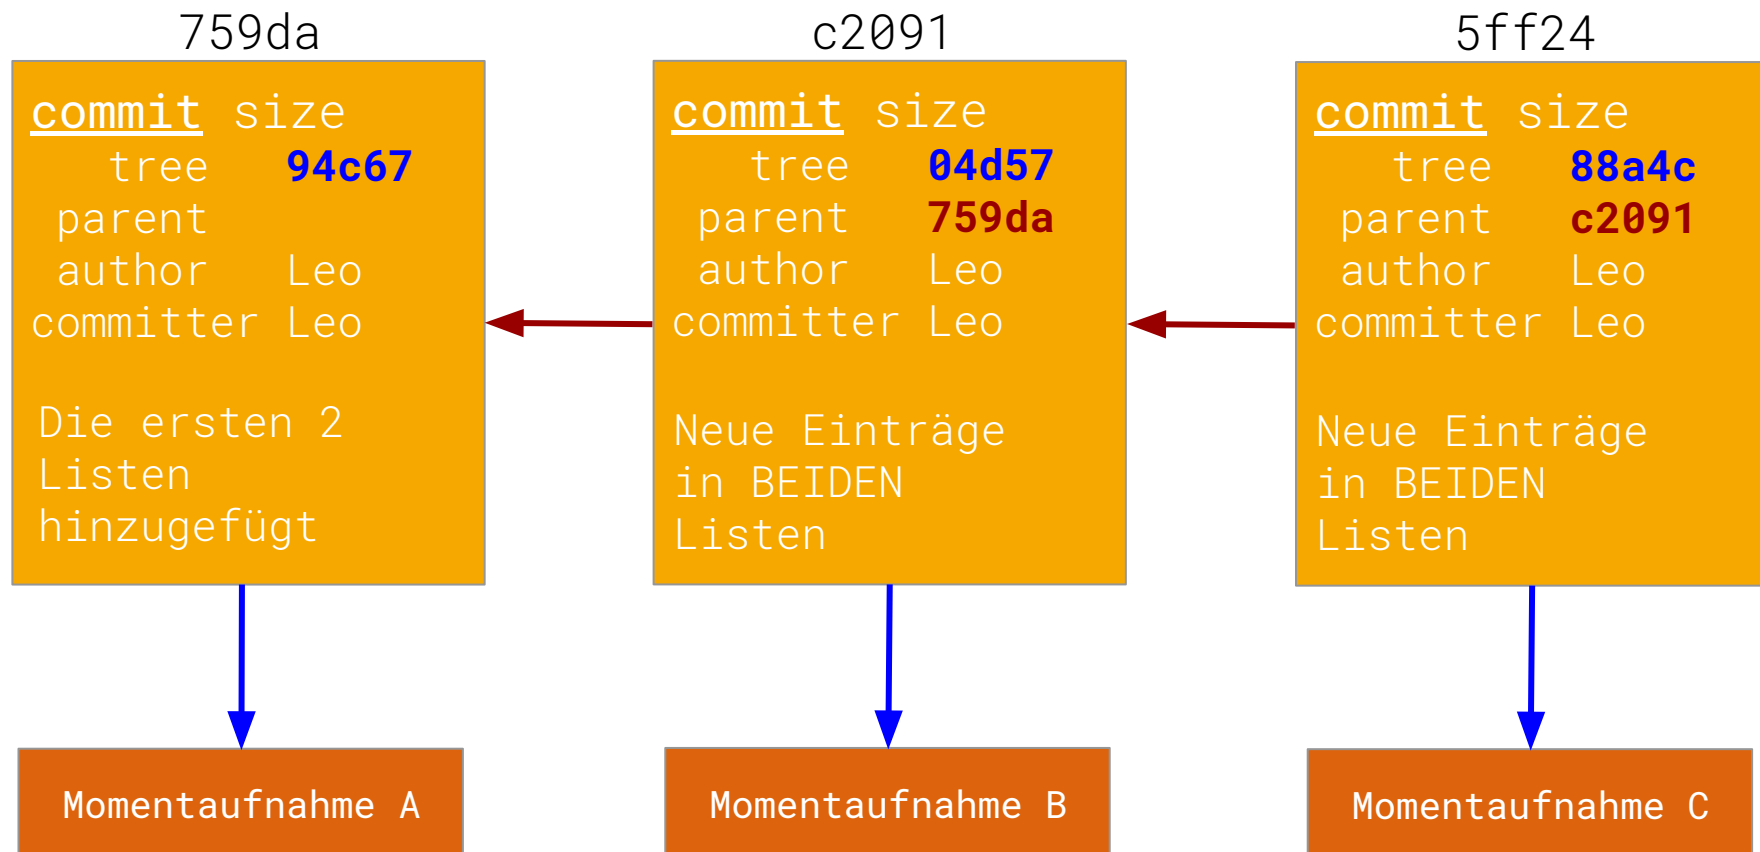 759da
commit size
tree 94c67
parent
author Leo
committer Leo
Die ersten 2
Listen
hinzugefügt
Momentaufnahme A
c2091
commit size
tree 04d57
parent 759da
author Leo
committer Leo
Neue Einträge
in BEIDEN
Listen
Momentaufnahme B
5ff24
commit size
tree 88a4c
parent c2091
author Leo
committer Leo
Neue Einträge
in BEIDEN
Listen
Momentaufnahme C